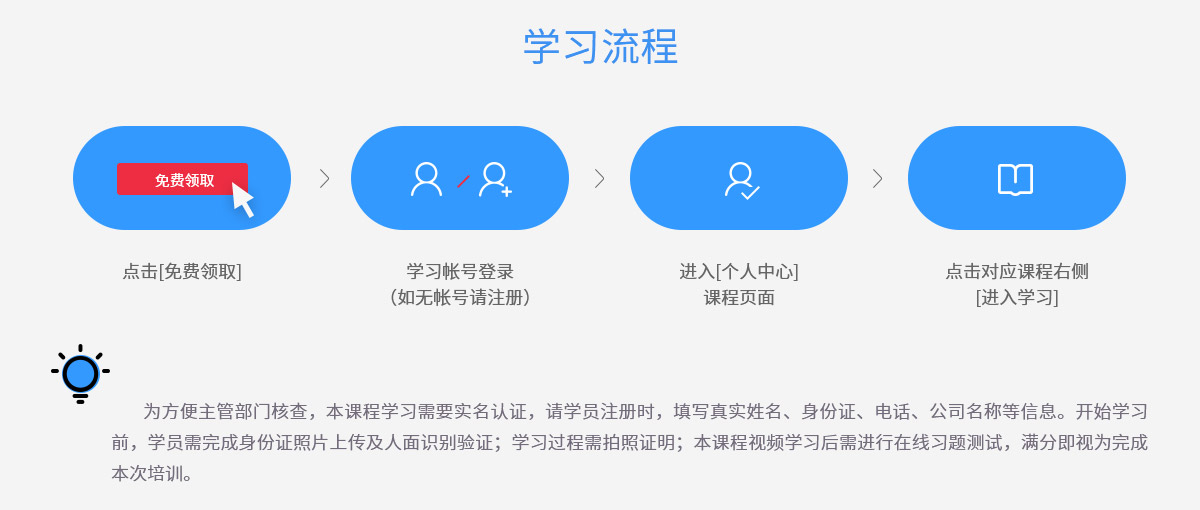 学习流程
免费领取
点击[免费领取]
学习帐号登录
（如无帐号请注册）
进入[个人中心]
课程页面
点击对应课程右侧
[进入学习]
为方便主管部门核查，本课程学习需要实名认证，请学员注册时，填写真实姓名、身份证、电话、公司名称等信息。开始学习
前，学员需完成身份证照片上传及人面识别验证；学习过程需拍照证明；本课程视频学习后需进行在线习题测试，满分即视为完成
本次培训。